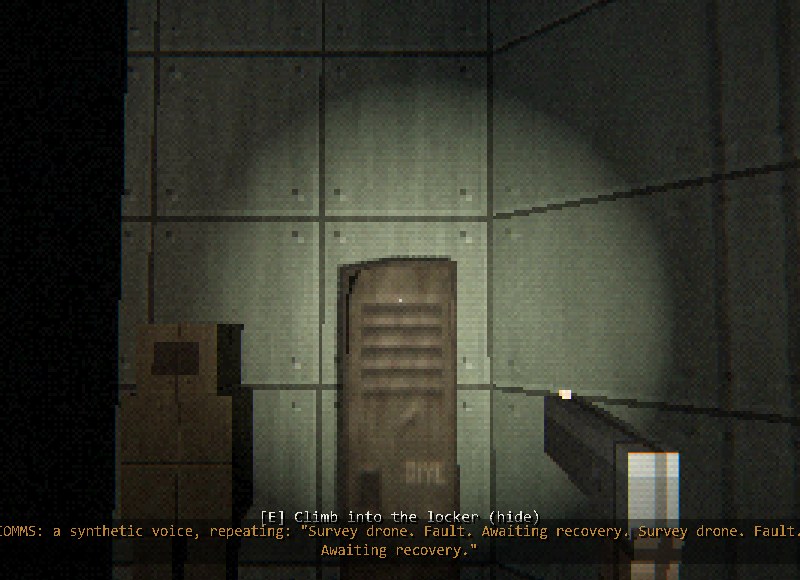 [E] Climb into the locker (hide)
COMMS: a synthetic voice, repeating: "Survey drone. Fault. Awaiting recovery. Survey drone. Fault.
Awaiting recovery."